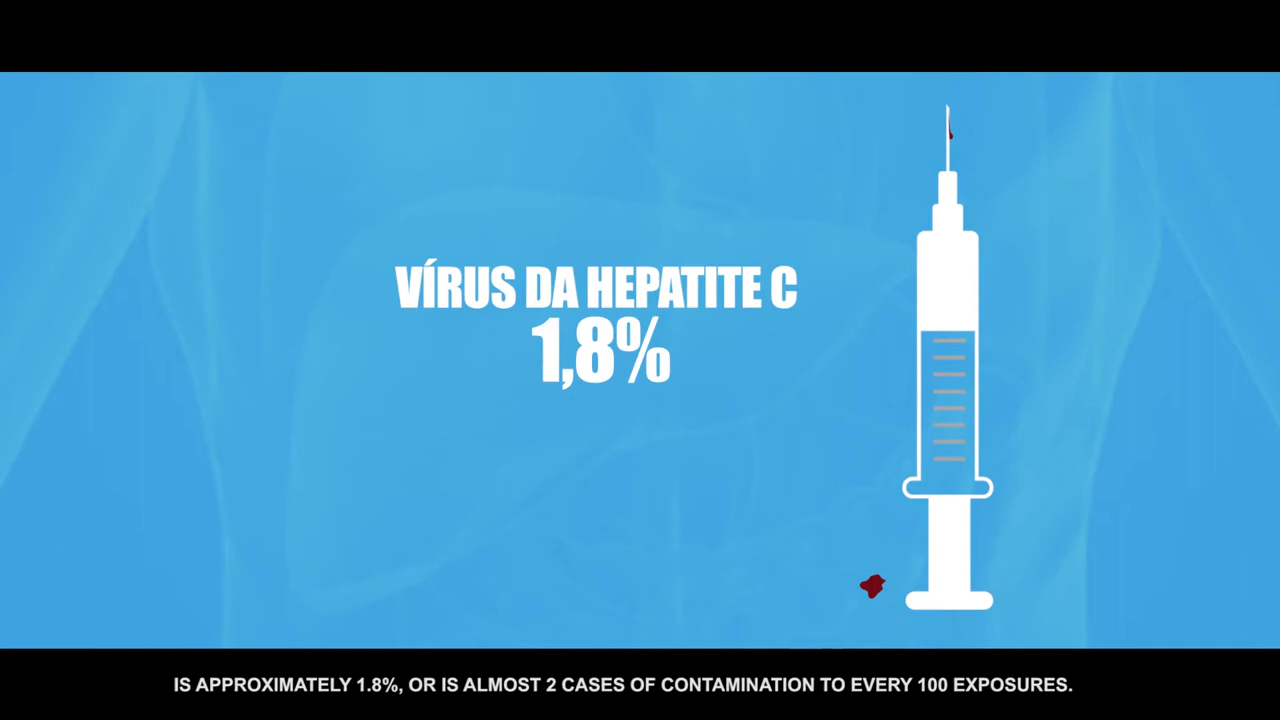 VÍRUS DA HEPATITE C
1,8%
IS APPROXIMATELY 1.8%, OR IS ALMOST 2 CASES OF CONTAMINATION TO EVERY 100 EXPOSURES.